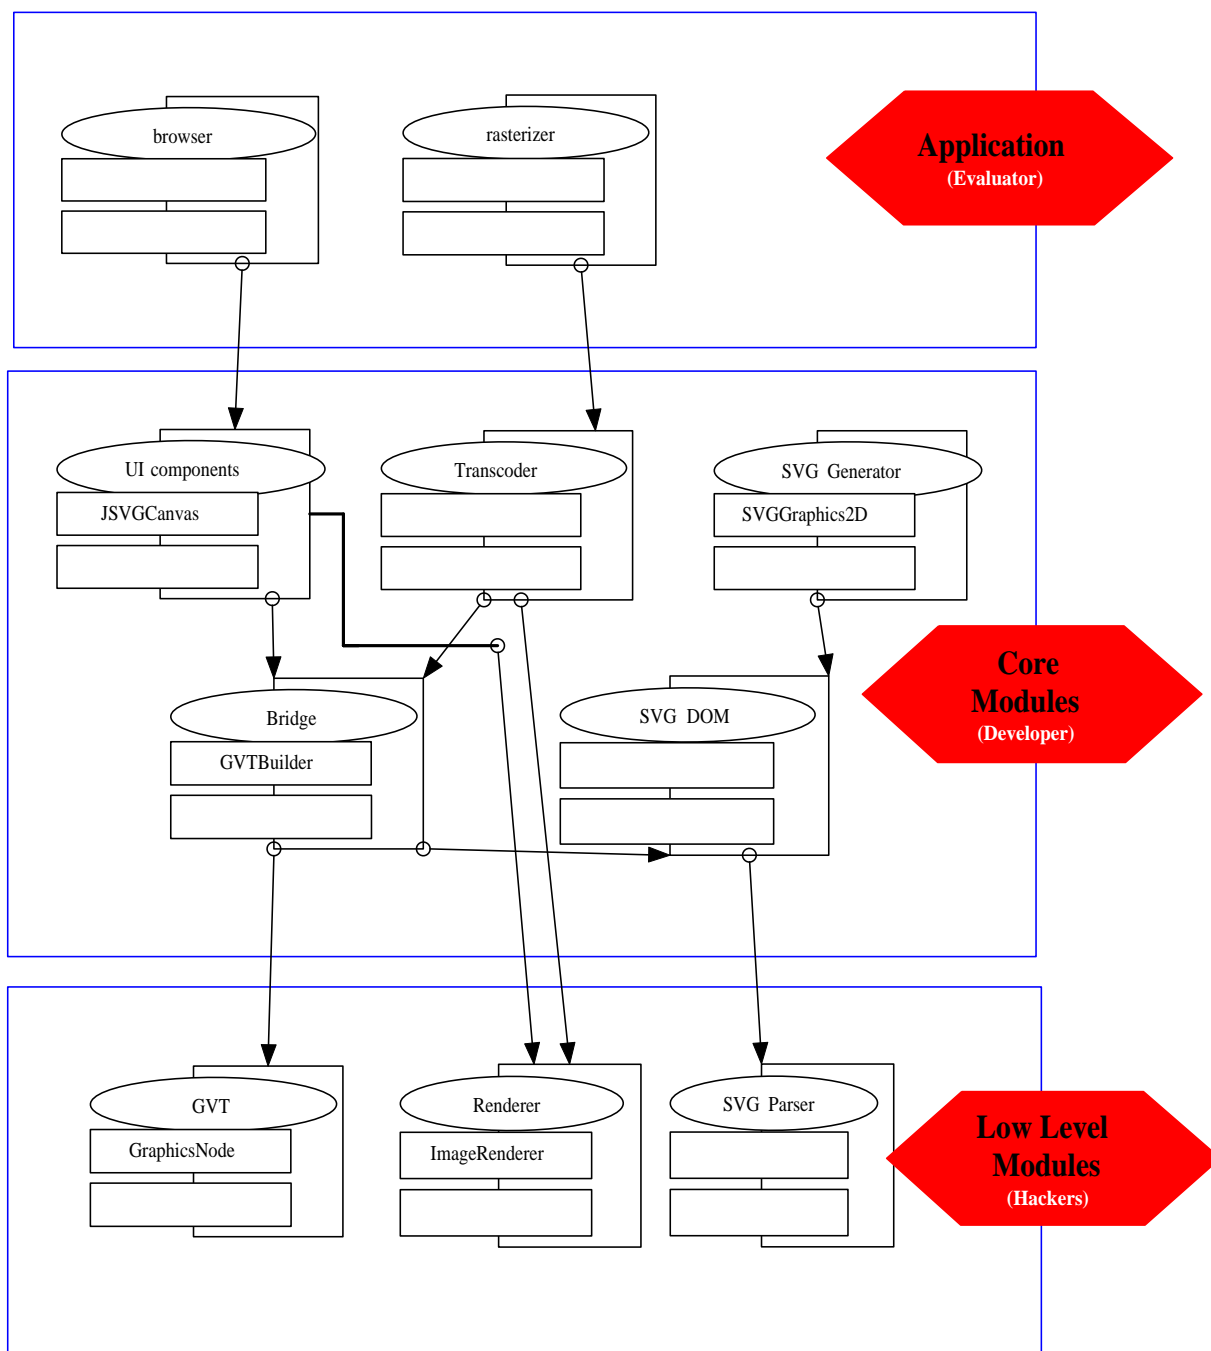 browser
rasterizer
Application
(Evaluator)
UI components
Transcoder
SVG Generator
JSVGCanvas
SVGGraphics2D
Core
Modules
(Developer)
Bridge
SVG DOM
GVTBuilder
GVT
Renderer
SVG Parser
GraphicsNode
ImageRenderer
Low Level
Modules
(Hackers)